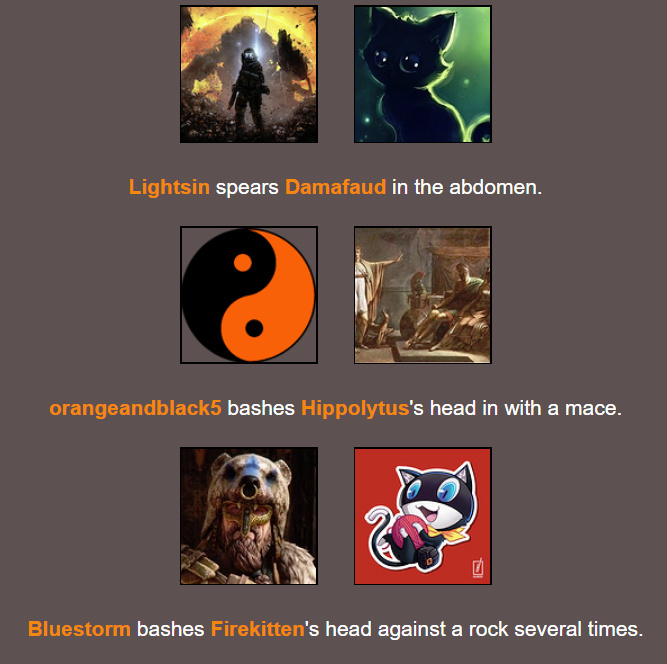 Lightsin spears Damafaud in the abdomen.
orangeandblack5 bashes Hippolytus's head in with a mace.
Bluestorm bashes Firekitten's head against a rock several times.